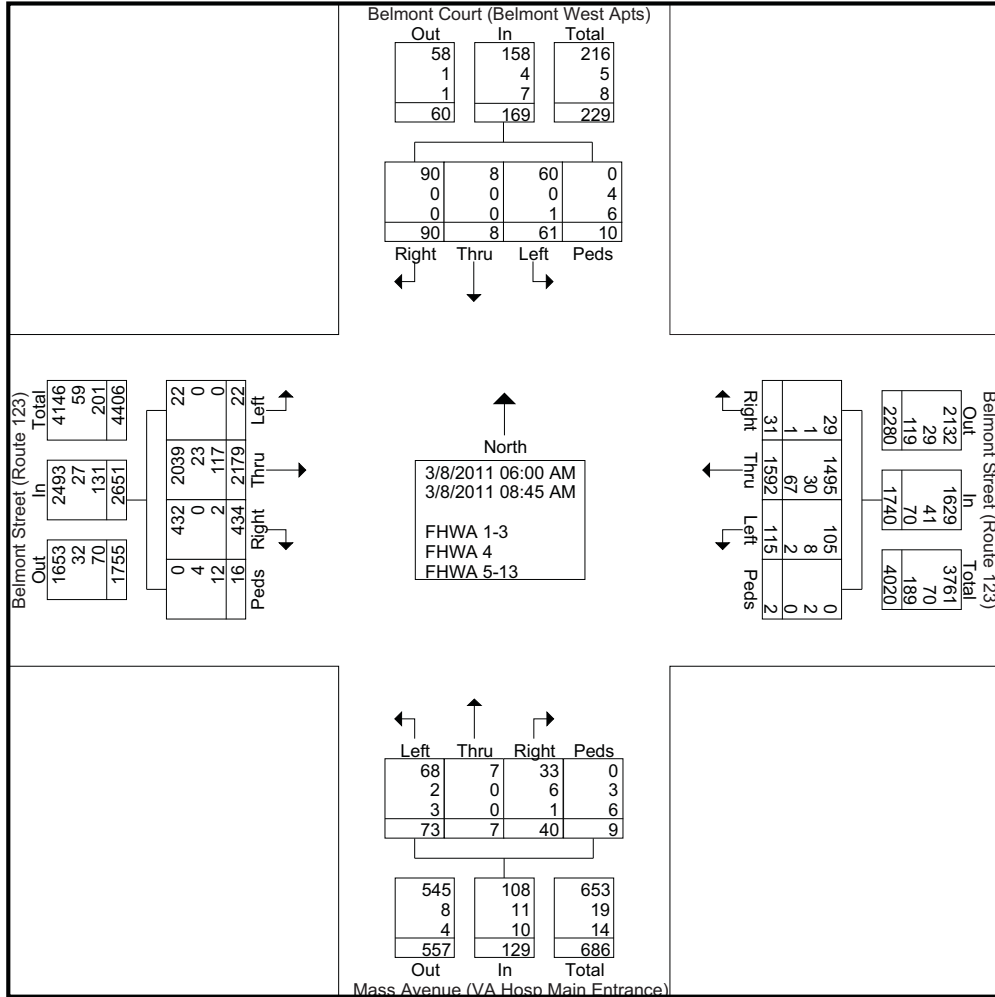 Belmont Court (Belmont West Apts)
Out In Total
58 158 216
1 4 5
1 7 8
60 169 229
90 8 60 0
0 0 0 4
0 0 1 6
90 8 61 10
Right Thru Left Peds
Belmont Street (Route 123)
Total In Out
4146 2493 1653
59 27 32
201 131 70
4406 2651 1755
22 2039 432 0
0 23 0 4
0 117 2 12
22 2179 434 16
Left Thru Right Peds
North
3/8/2011 06:00 AM
3/8/2011 08:45 AM
FHWA 1-3
FHWA 4
FHWA 5-13
Right Thru Left Peds
29 1495 105 0
1 30 8 2
1 67 2 0
31 1592 115 2
Belmont Street (Route 123)
Out In Total
2132 1629 3761
29 41 70
119 70 189
2280 1740 4020
Left Thru Right Peds
68 7 33 0
2 0 6 3
3 0 1 6
73 7 40 9
545 108 653
8 11 19
4 10 14
557 129 686
Out In Total
Mass Avenue (VA Hosp Main Entrance)